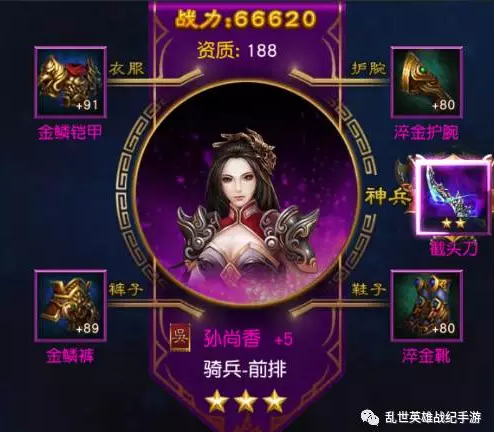 战力:66620
资质: 188
衣服
护腕
+91
+80
金鳞铠甲
淬金护腕
神兵
截头刀
裤子
鞋子
+89
+80
金鳞裤
淬金靴
吳
孙尚香 +5
骑兵-前排
乱世英雄战纪手游